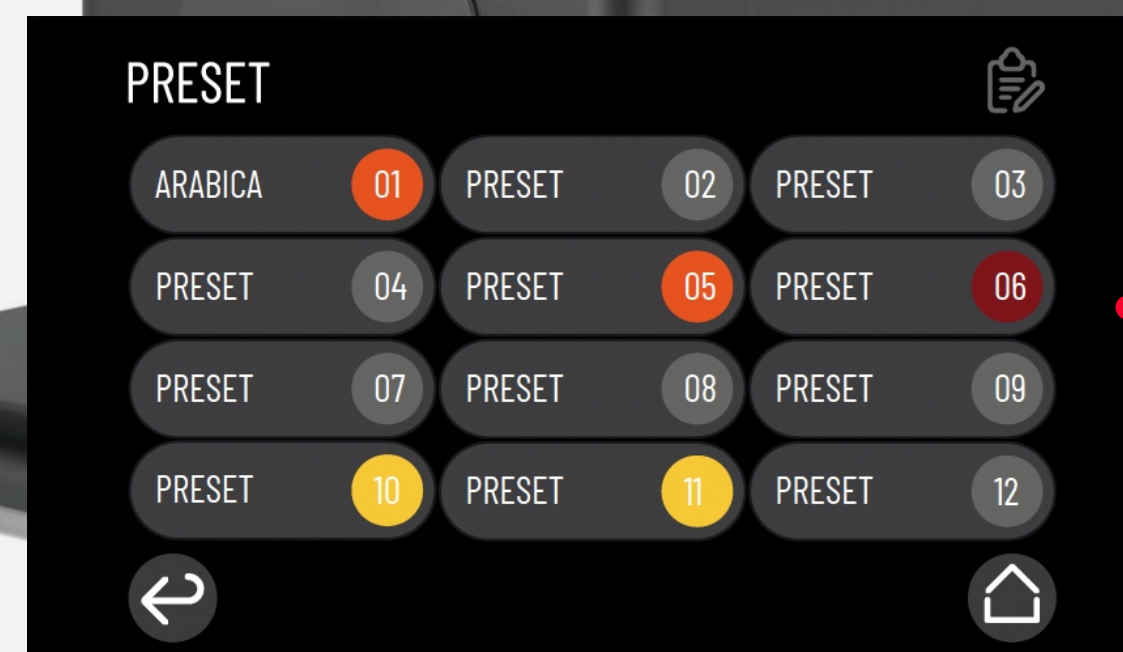 PRESET
ARABICA 01 PRESET 02 PRESET 03
PRESET 04 PRESET 05 PRESET 06
PRESET 07 PRESET 08 PRESET 09
PRESET 10 PRESET 11 PRESET 12